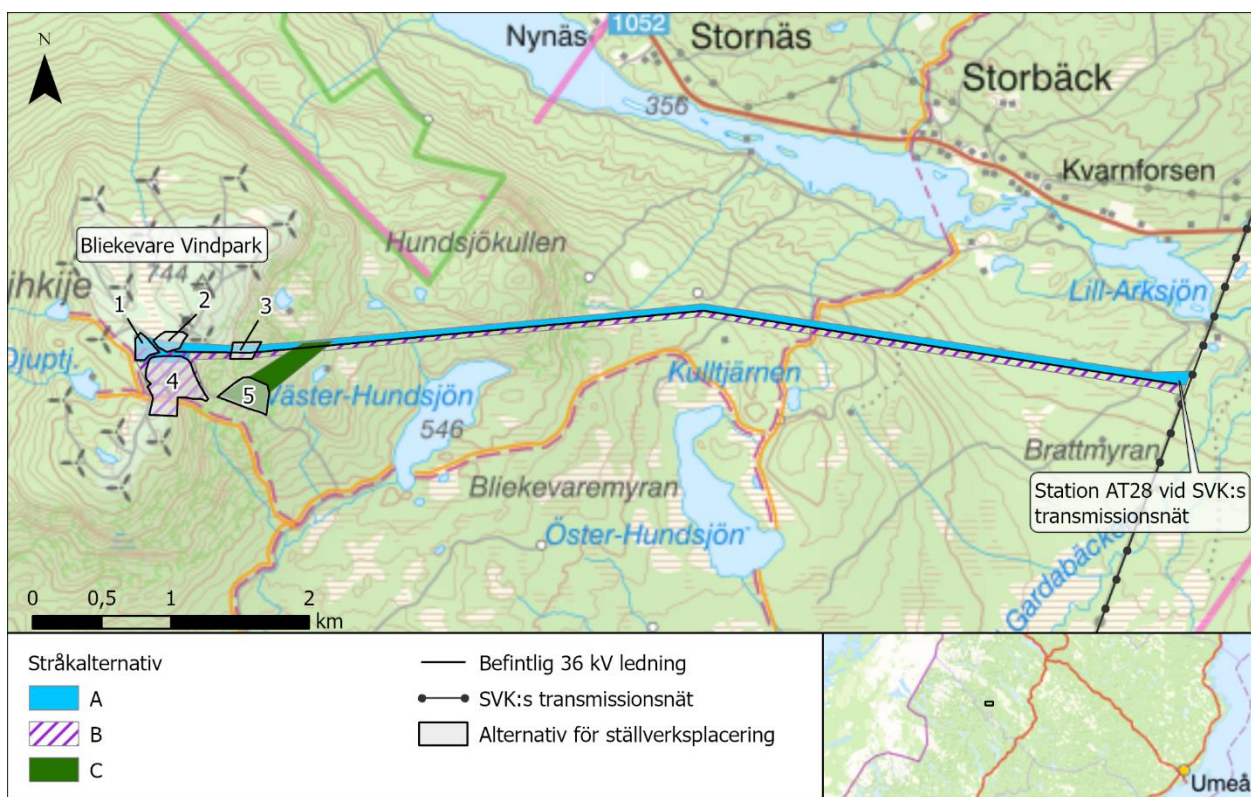 N
1052
Nynäs
Stornäs
Storbäck
356
Kvarnforsen
Bliekevare Vindpark
Hundsjökullen
744
ihkije
Lill-Arksjön
1
2
3
Djuptj.
Kulltjärnen
4
5
Väster-Hundsjön
546
Brattmyran
Bliekevaremyran
Station AT28 vid SVK:s
transmissionsnät
Öster-Hundsjön
Gardabäcken
0 0,5 1 2
km
Stråkalternativ
A
B
C
Befintlig 36 kV ledning
SVK:s transmissionsnät
Alternativ för ställverksplacering
Umeå